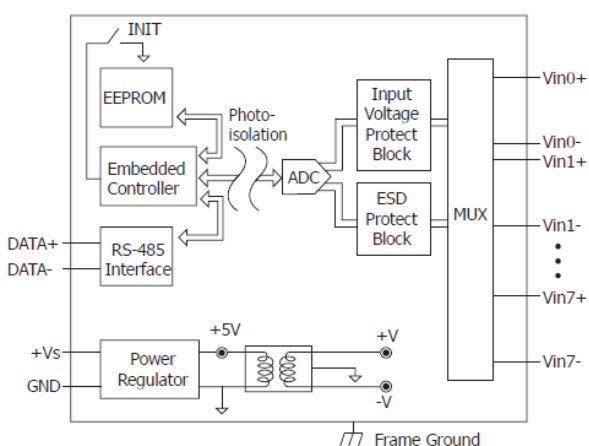 INIT
EEPROM
Photo-
isolation
Embedded
Controller
ADC
Input
Voltage
Protect
Block
ESD
Protect
Block
MUX
Vin0+
Vin0-
Vin1+
Vin1-
Vin7+
Vin7-
DATA+
DATA-
RS-485
Interface
+Vs
GND
Power
Regulator
+5V
+V
-V
Frame Ground